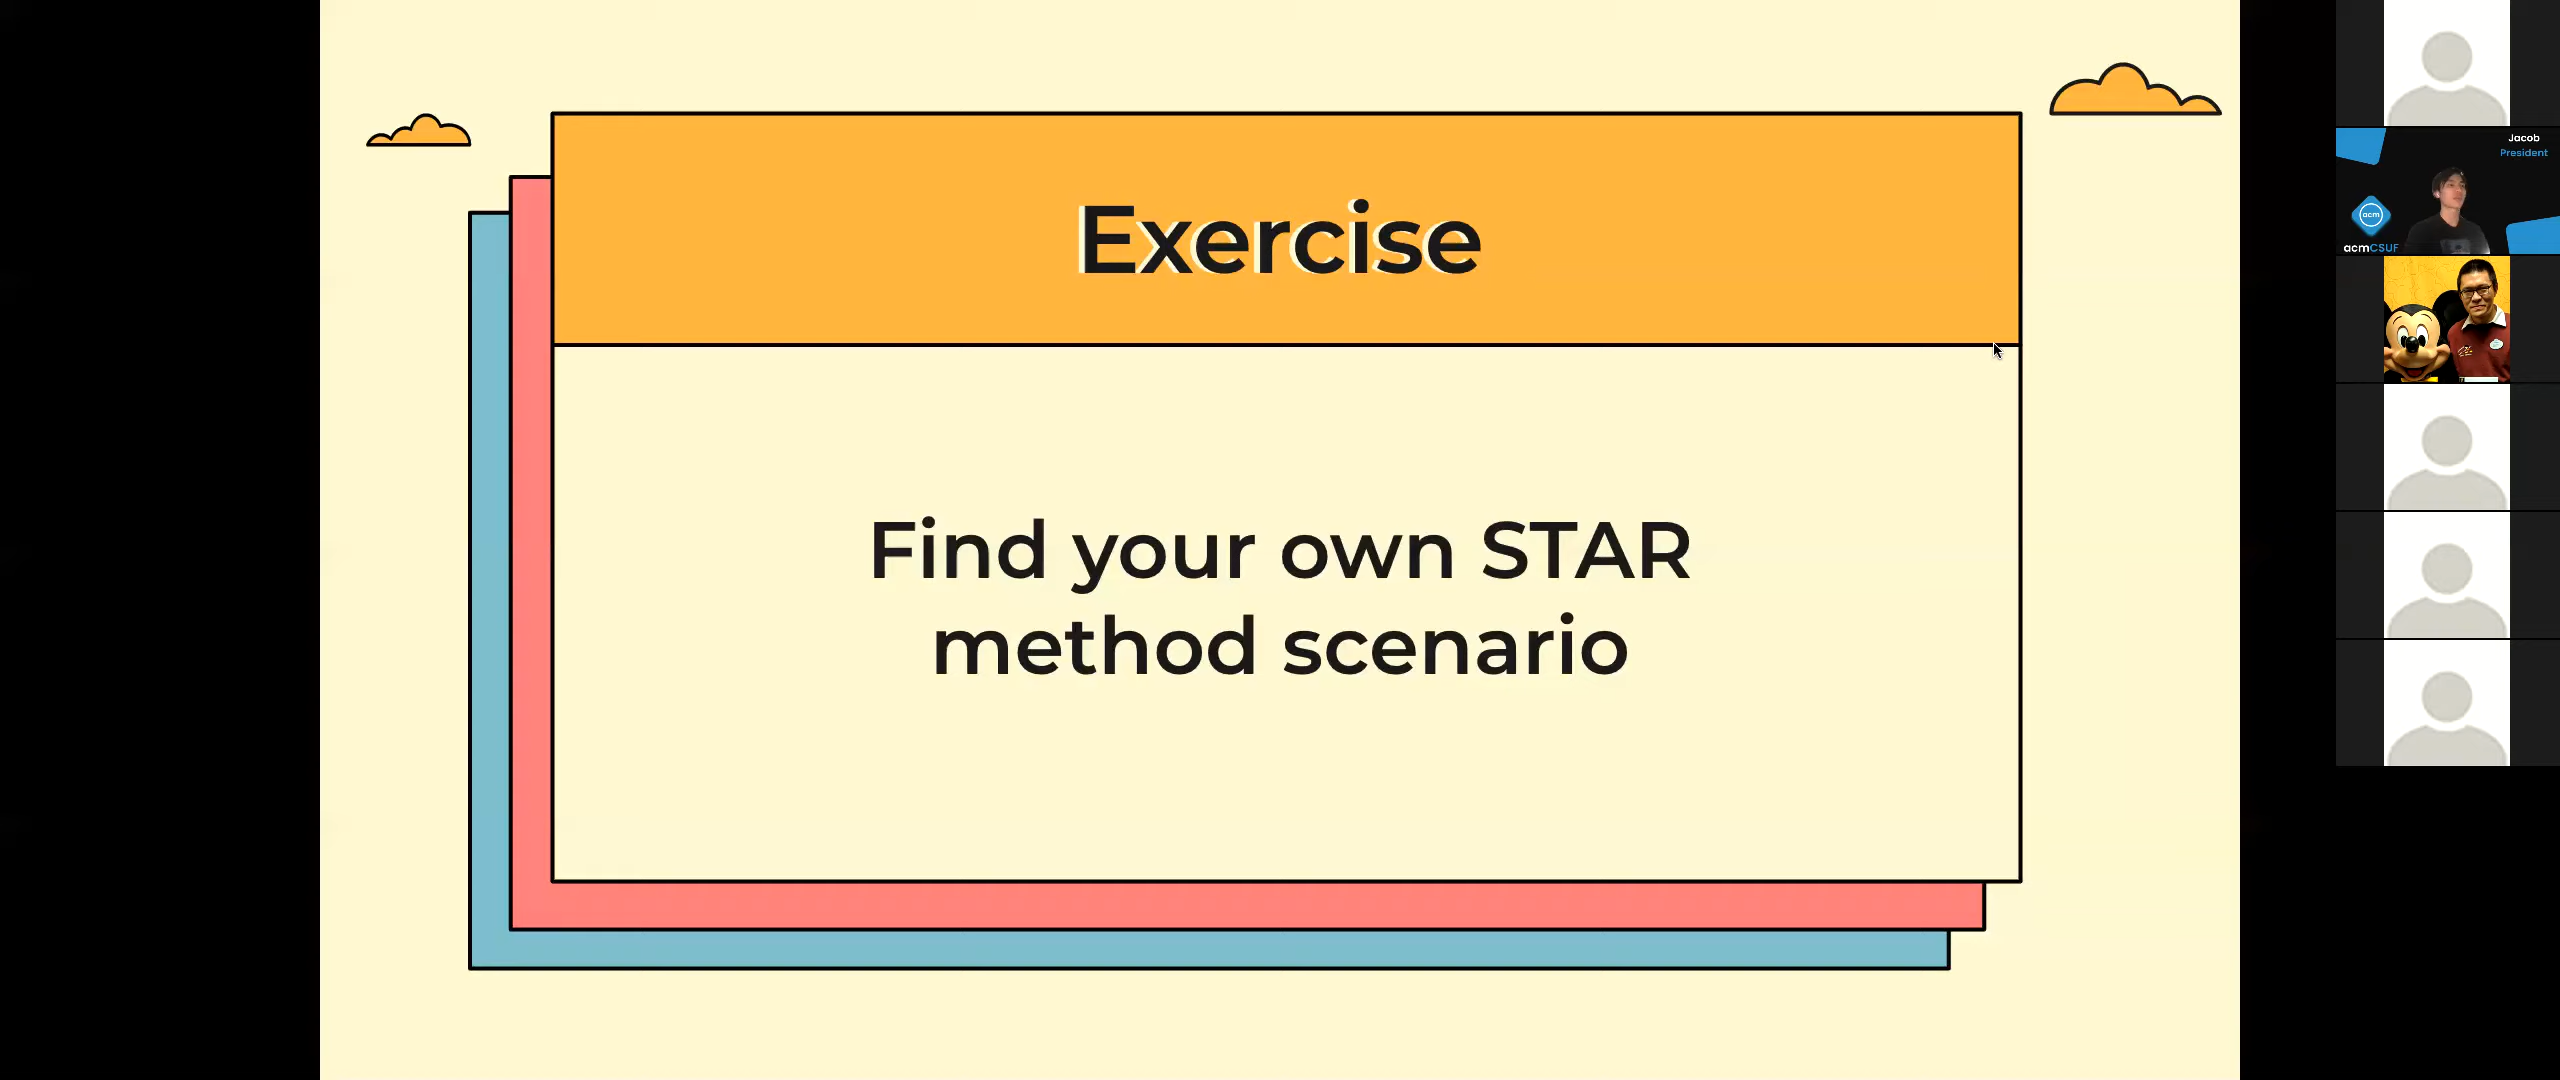 Exercise
Find your own STAR
method scenario
Jacob
President
acm
acmCSUF